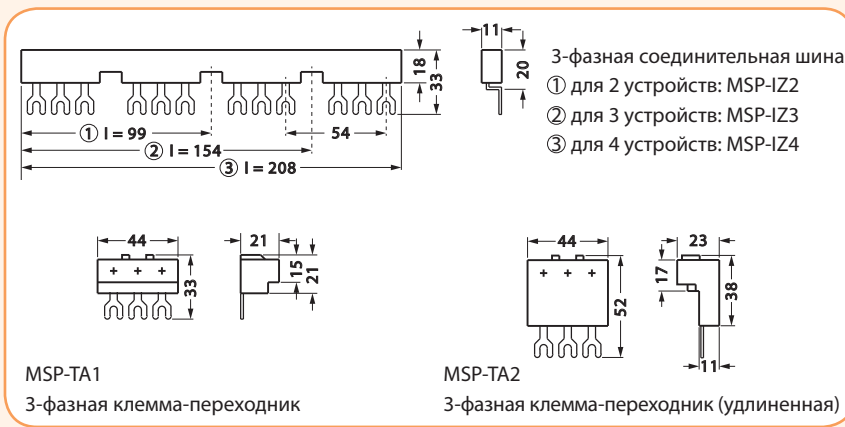 11
18
33
20
① l = 99
54
② l = 154
③ l = 208
3-фазная соединительная шина
① для 2 устройств: MSP-IZ2
② для 3 устройств: MSP-IZ3
③ для 4 устройств: MSP-IZ4
44
21
+ + +
33
15
21
MSP-TA1
3-фазная клемма-переходник
44
23
+ + +
52
17
38
11
MSP-TA2
3-фазная клемма-переходник (удлиненная)